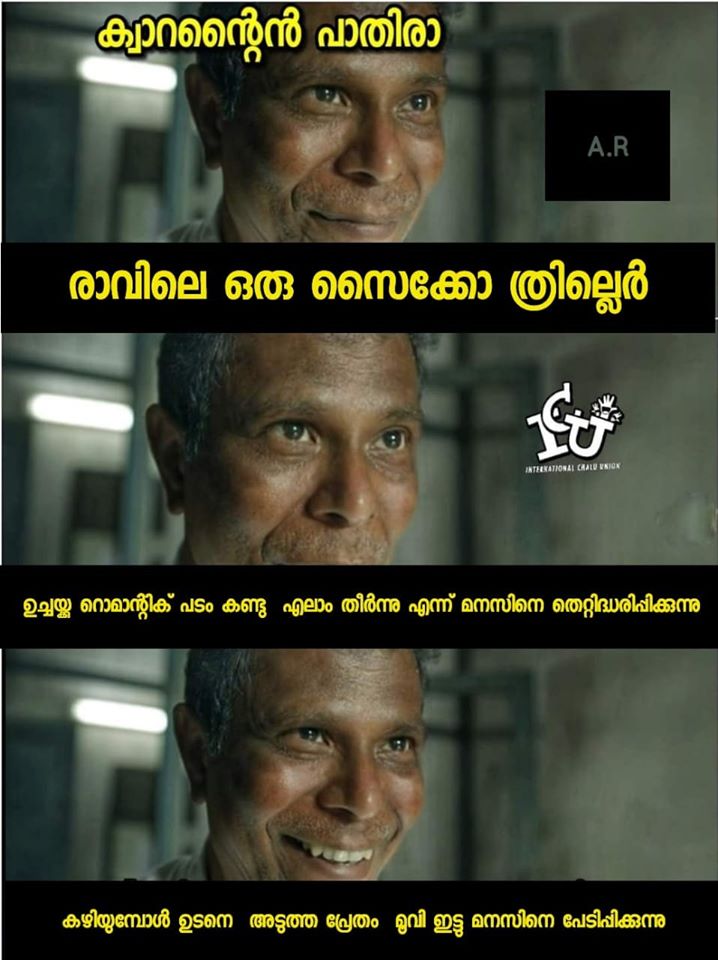 ക്വാറന്റൈൻ പാതിരാ
A.R
രാവിലെ ഒരു സൈക്കോ ത്രില്ലെർ
ICU
INTERNATIONAL CHALU UNION
ഉച്ചയ്ക്കു റൊമാന്റിക് പടം കണ്ടു എലാം തീർന്നു എന്ന് മനസിനെ തെറ്റിദ്ധരിപ്പിക്കുന്നു
കഴിയുമ്പോൾ ഉടനെ അടുത്ത പ്രേതം മൂവി ഇട്ടു മനസിനെ പേടിപ്പിക്കുന്നു